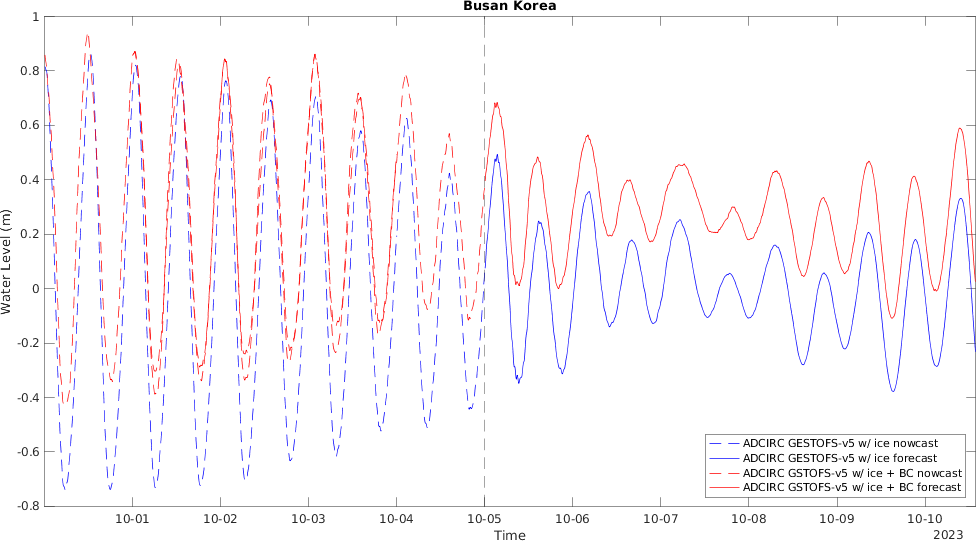 Busan Korea
1
0.8
0.6
0.4
0.2
0
-0.2
-0.4
-0.6
-0.8
Water Level (m)
10-01 10-02 10-03 10-04 10-05 10-06 10-07 10-08 10-09 10-10
Time
2023
ADCIRC GESTOFS-v5 w/ ice nowcast
ADCIRC GESTOFS-v5 w/ ice forecast
ADCIRC GSTOFS-v5 w/ ice + BC nowcast
ADCIRC GSTOFS-v5 w/ ice + BC forecast